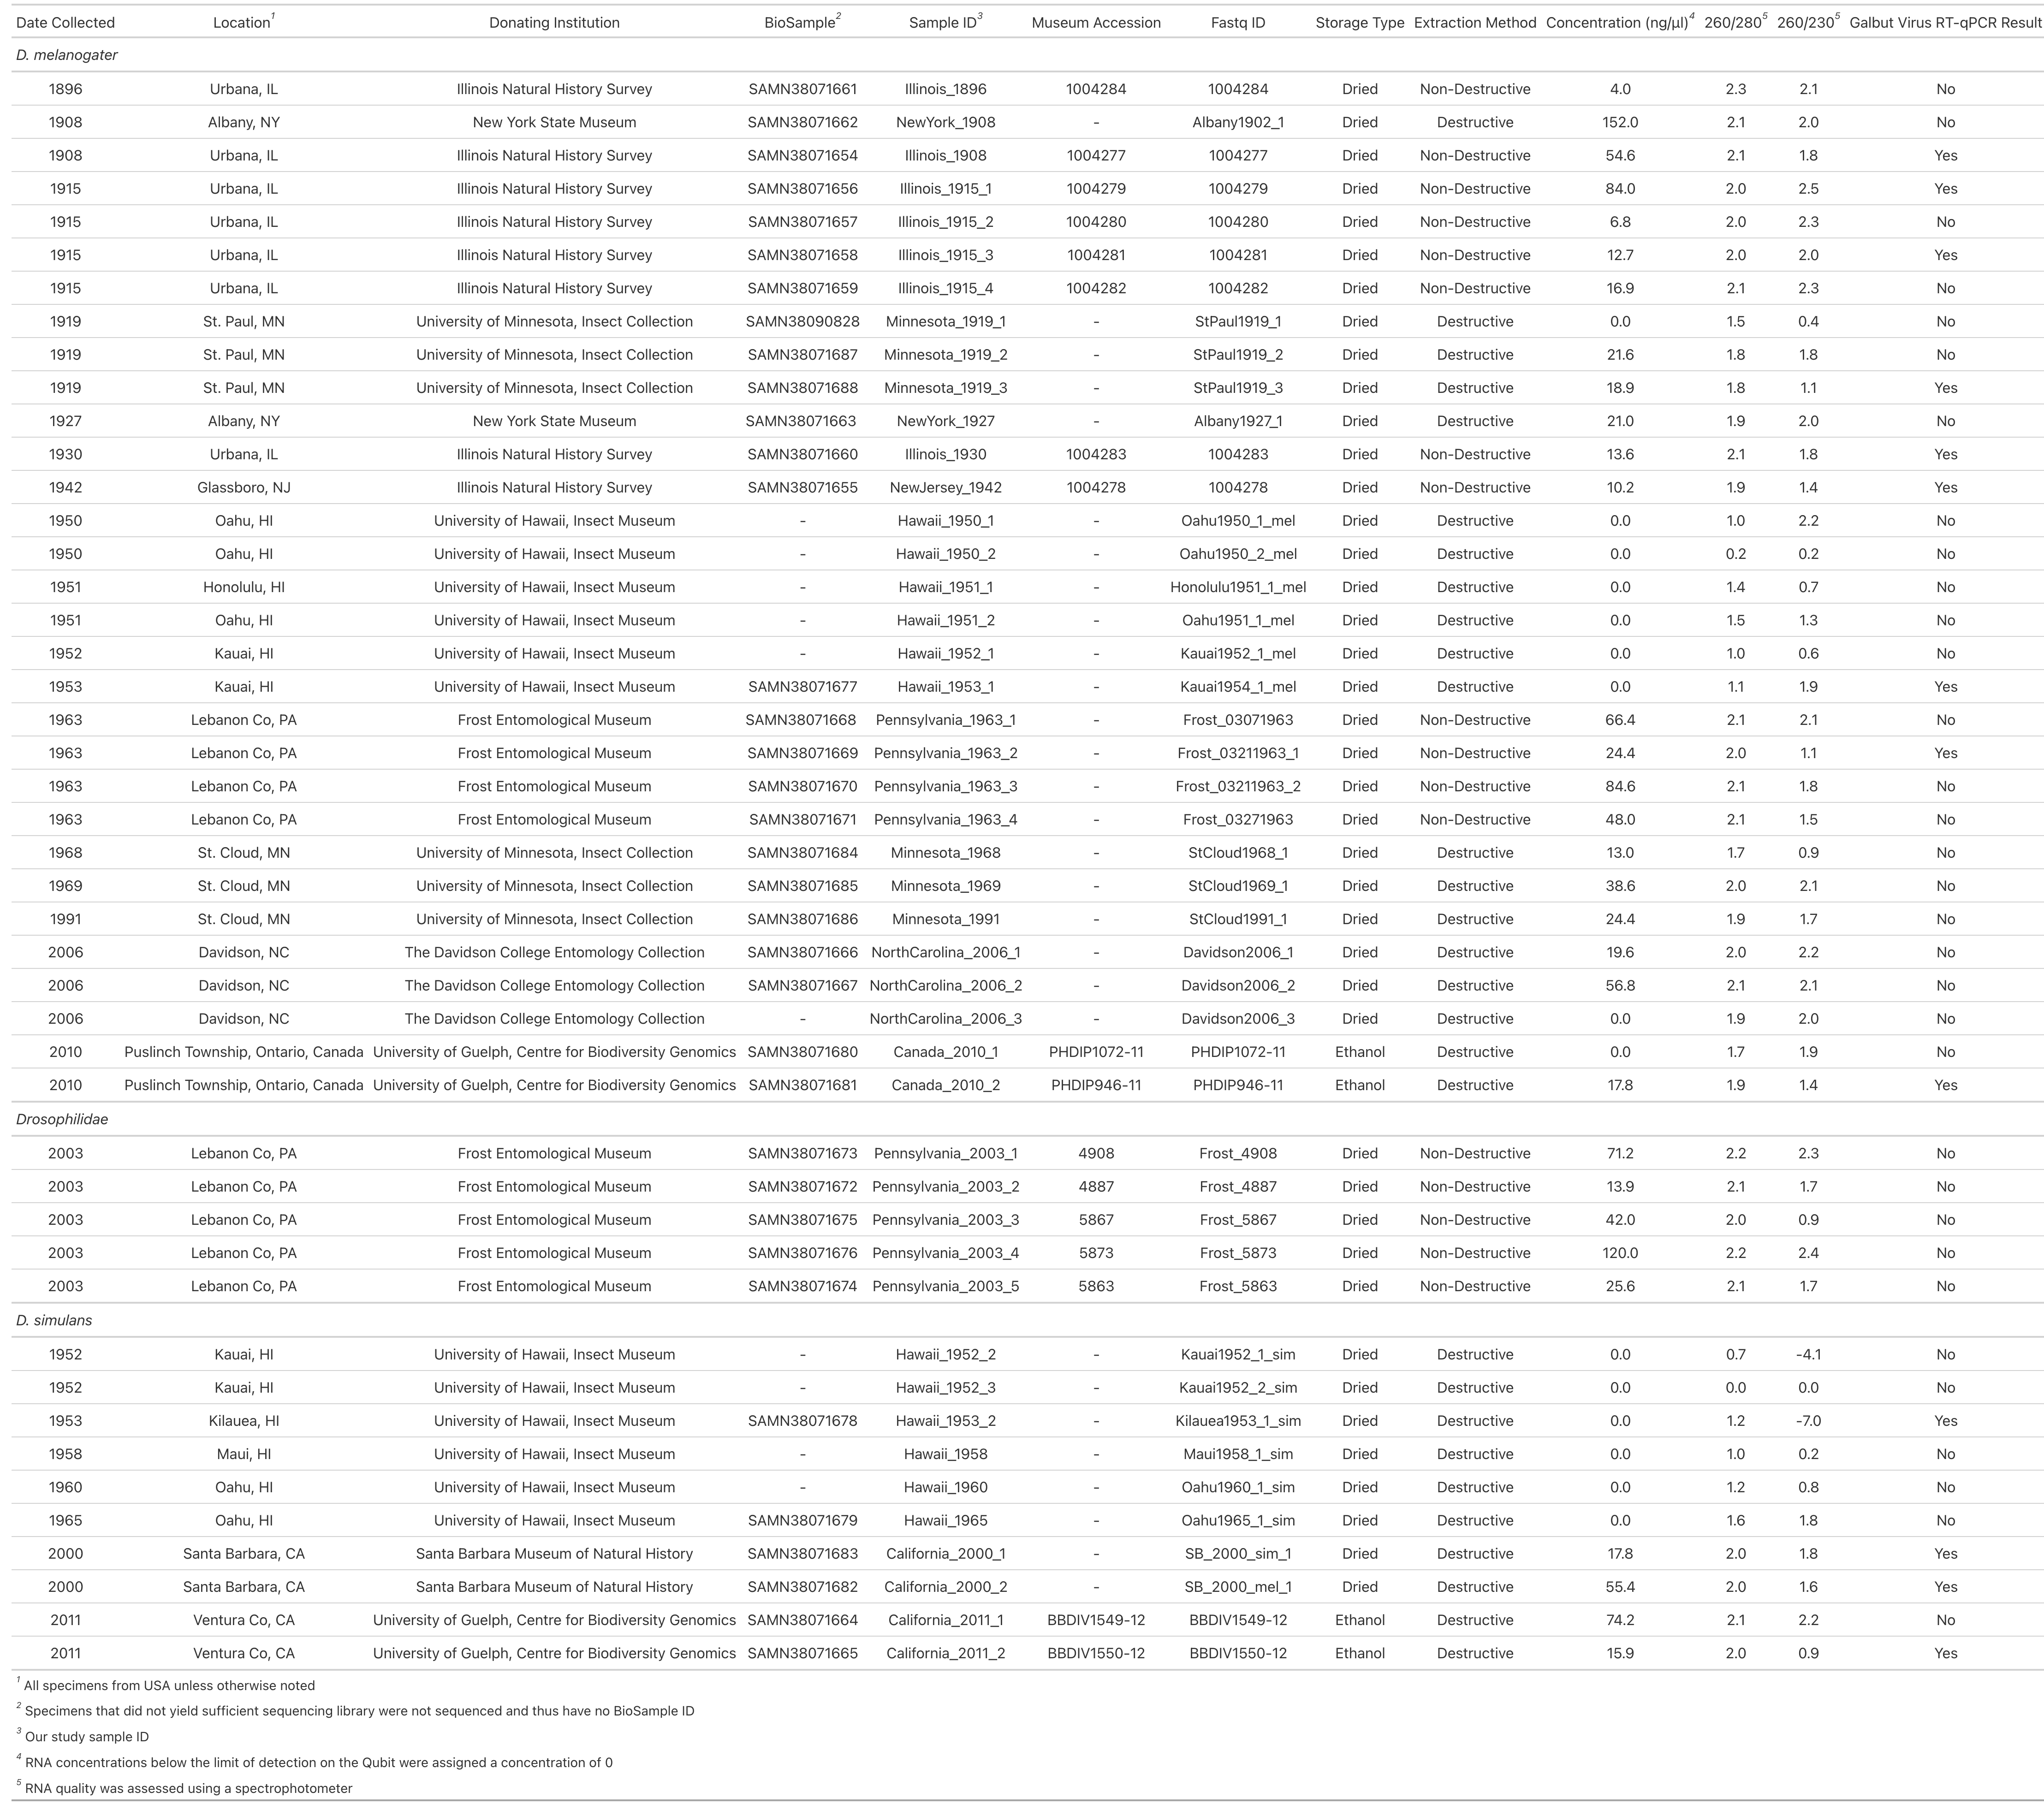 Date Collected Location1 Donating Institution BioSample2 Sample ID3 Museum Accession Fastq ID Storage Type Extraction Method Concentration (ng/µl)4 260/2805 260/2305 Galbut Virus RT-qPCR Result
D. melanogater
1896 Urbana, IL Illinois Natural History Survey SAMN38071661 Illinois_1896 1004284 1004284 Dried Non-Destructive 4.0 2.3 2.1 No
1908 Albany, NY New York State Museum SAMN38071662 NewYork_1908 - Albany1902_1 Dried Destructive 152.0 2.1 2.0 No
1908 Urbana, IL Illinois Natural History Survey SAMN38071654 Illinois_1908 1004277 1004277 Dried Non-Destructive 54.6 2.1 1.8 Yes
1915 Urbana, IL Illinois Natural History Survey SAMN38071656 Illinois_1915_1 1004279 1004279 Dried Non-Destructive 84.0 2.0 2.5 Yes
1915 Urbana, IL Illinois Natural History Survey SAMN38071657 Illinois_1915_2 1004280 1004280 Dried Non-Destructive 6.8 2.0 2.3 No
1915 Urbana, IL Illinois Natural History Survey SAMN38071658 Illinois_1915_3 1004281 1004281 Dried Non-Destructive 12.7 2.0 2.0 Yes
1915 Urbana, IL Illinois Natural History Survey SAMN38071659 Illinois_1915_4 1004282 1004282 Dried Non-Destructive 16.9 2.1 2.3 No
1919 St. Paul, MN University of Minnesota, Insect Collection SAMN38090828 Minnesota_1919_1 - StPaul1919_1 Dried Destructive 0.0 1.5 0.4 No
1919 St. Paul, MN University of Minnesota, Insect Collection SAMN38071687 Minnesota_1919_2 - StPaul1919_2 Dried Destructive 21.6 1.8 1.8 No
1919 St. Paul, MN University of Minnesota, Insect Collection SAMN38071688 Minnesota_1919_3 - StPaul1919_3 Dried Destructive 18.9 1.8 1.1 Yes
1927 Albany, NY New York State Museum SAMN38071663 NewYork_1927 - Albany1927_1 Dried Destructive 21.0 1.9 2.0 No
1930 Urbana, IL Illinois Natural History Survey SAMN38071660 Illinois_1930 1004283 1004283 Dried Non-Destructive 13.6 2.1 1.8 Yes
1942 Glassboro, NJ Illinois Natural History Survey SAMN38071655 NewJersey_1942 1004278 1004278 Dried Non-Destructive 10.2 1.9 1.4 Yes
1950 Oahu, HI University of Hawaii, Insect Museum - Hawaii_1950_1 - Oahu1950_1_mel Dried Destructive 0.0 1.0 2.2 No
1950 Oahu, HI University of Hawaii, Insect Museum - Hawaii_1950_2 - Oahu1950_2_mel Dried Destructive 0.0 0.2 0.2 No
1951 Honolulu, HI University of Hawaii, Insect Museum - Hawaii_1951_1 - Honolulu1951_1_mel Dried Destructive 0.0 1.4 0.7 No
1951 Oahu, HI University of Hawaii, Insect Museum - Hawaii_1951_2 - Oahu1951_1_mel Dried Destructive 0.0 1.5 1.3 No
1952 Kauai, HI University of Hawaii, Insect Museum - Hawaii_1952_1 - Kauai1952_1_mel Dried Destructive 0.0 1.0 0.6 No
1953 Kauai, HI University of Hawaii, Insect Museum SAMN38071677 Hawaii_1953_1 - Kauai1954_1_mel Dried Destructive 0.0 1.1 1.9 Yes
1963 Lebanon Co, PA Frost Entomological Museum SAMN38071668 Pennsylvania_1963_1 - Frost_03071963 Dried Non-Destructive 66.4 2.1 2.1 No
1963 Lebanon Co, PA Frost Entomological Museum SAMN38071669 Pennsylvania_1963_2 - Frost_03211963_1 Dried Non-Destructive 24.4 2.0 1.1 Yes
1963 Lebanon Co, PA Frost Entomological Museum SAMN38071670 Pennsylvania_1963_3 - Frost_03211963_2 Dried Non-Destructive 84.6 2.1 1.8 No
1963 Lebanon Co, PA Frost Entomological Museum SAMN38071671 Pennsylvania_1963_4 - Frost_03271963 Dried Non-Destructive 48.0 2.1 1.5 No
1968 St. Cloud, MN University of Minnesota, Insect Collection SAMN38071684 Minnesota_1968 - StCloud1968_1 Dried Destructive 13.0 1.7 0.9 No
1969 St. Cloud, MN University of Minnesota, Insect Collection SAMN38071685 Minnesota_1969 - StCloud1969_1 Dried Destructive 38.6 2.0 2.1 No
1991 St. Cloud, MN University of Minnesota, Insect Collection SAMN38071686 Minnesota_1991 - StCloud1991_1 Dried Destructive 24.4 1.9 1.7 No
2006 Davidson, NC The Davidson College Entomology Collection SAMN38071666 NorthCarolina_2006_1 - Davidson2006_1 Dried Destructive 19.6 2.0 2.2 No
2006 Davidson, NC The Davidson College Entomology Collection SAMN38071667 NorthCarolina_2006_2 - Davidson2006_2 Dried Destructive 56.8 2.1 2.1 No
2006 Davidson, NC The Davidson College Entomology Collection - NorthCarolina_2006_3 - Davidson2006_3 Dried Destructive 0.0 1.9 2.0 No
2010 Puslinch Township, Ontario, Canada University of Guelph, Centre for Biodiversity Genomics SAMN38071680 Canada_2010_1 PHDIP1072-11 PHDIP1072-11 Ethanol Destructive 0.0 1.7 1.9 No
2010 Puslinch Township, Ontario, Canada University of Guelph, Centre for Biodiversity Genomics SAMN38071681 Canada_2010_2 PHDIP946-11 PHDIP946-11 Ethanol Destructive 17.8 1.9 1.4 Yes
Drosophilidae
2003 Lebanon Co, PA Frost Entomological Museum SAMN38071673 Pennsylvania_2003_1 4908 Frost_4908 Dried Non-Destructive 71.2 2.2 2.3 No
2003 Lebanon Co, PA Frost Entomological Museum SAMN38071672 Pennsylvania_2003_2 4887 Frost_4887 Dried Non-Destructive 13.9 2.1 1.7 No
2003 Lebanon Co, PA Frost Entomological Museum SAMN38071675 Pennsylvania_2003_3 5867 Frost_5867 Dried Non-Destructive 42.0 2.0 0.9 No
2003 Lebanon Co, PA Frost Entomological Museum SAMN38071676 Pennsylvania_2003_4 5873 Frost_5873 Dried Non-Destructive 120.0 2.2 2.4 No
2003 Lebanon Co, PA Frost Entomological Museum SAMN38071674 Pennsylvania_2003_5 5863 Frost_5863 Dried Non-Destructive 25.6 2.1 1.7 No
D. simulans
1952 Kauai, HI University of Hawaii, Insect Museum - Hawaii_1952_2 - Kauai1952_1_sim Dried Destructive 0.0 0.7 -4.1 No
1952 Kauai, HI University of Hawaii, Insect Museum - Hawaii_1952_3 - Kauai1952_2_sim Dried Destructive 0.0 0.0 0.0 No
1953 Kilauea, HI University of Hawaii, Insect Museum SAMN38071678 Hawaii_1953_2 - Kilauea1953_1_sim Dried Destructive 0.0 1.2 -7.0 Yes
1958 Maui, HI University of Hawaii, Insect Museum - Hawaii_1958 - Maui1958_1_sim Dried Destructive 0.0 1.0 0.2 No
1960 Oahu, HI University of Hawaii, Insect Museum - Hawaii_1960 - Oahu1960_1_sim Dried Destructive 0.0 1.2 0.8 No
1965 Oahu, HI University of Hawaii, Insect Museum SAMN38071679 Hawaii_1965 - Oahu1965_1_sim Dried Destructive 0.0 1.6 1.8 No
2000 Santa Barbara, CA Santa Barbara Museum of Natural History SAMN38071683 California_2000_1 - SB_2000_sim_1 Dried Destructive 17.8 2.0 1.8 Yes
2000 Santa Barbara, CA Santa Barbara Museum of Natural History SAMN38071682 California_2000_2 - SB_2000_mel_1 Dried Destructive 55.4 2.0 1.6 Yes
2011 Ventura Co, CA University of Guelph, Centre for Biodiversity Genomics SAMN38071664 California_2011_1 BBDIV1549-12 BBDIV1549-12 Ethanol Destructive 74.2 2.1 2.2 No
2011 Ventura Co, CA University of Guelph, Centre for Biodiversity Genomics SAMN38071665 California_2011_2 BBDIV1550-12 BBDIV1550-12 Ethanol Destructive 15.9 2.0 0.9 Yes
1 All specimens from USA unless otherwise noted
2 Specimens that did not yield sufficient sequencing library were not sequenced and thus have no BioSample ID
3 Our study sample ID
4 RNA concentrations below the limit of detection on the Qubit were assigned a concentration of 0
5 RNA quality was assessed using a spectrophotometer